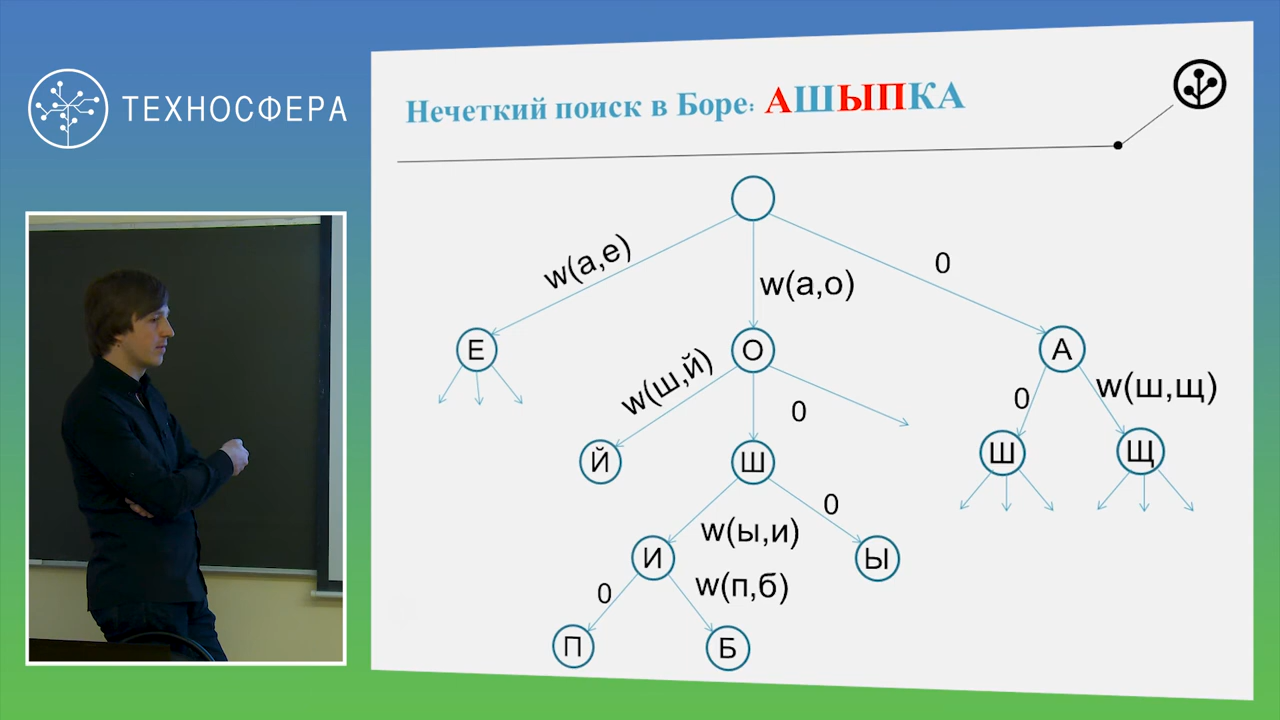 ТЕХНОСФЕРА
Нечеткий поиск в Боре: АШЫПКА
w(а,е)
w(а,о)
0
Е
О
А
w(ш,й)
0
0
w(ш,щ)
Й
Ш
Ш
Щ
w(ы,и)
0
И
Ы
0
w(п,б)
П
Б